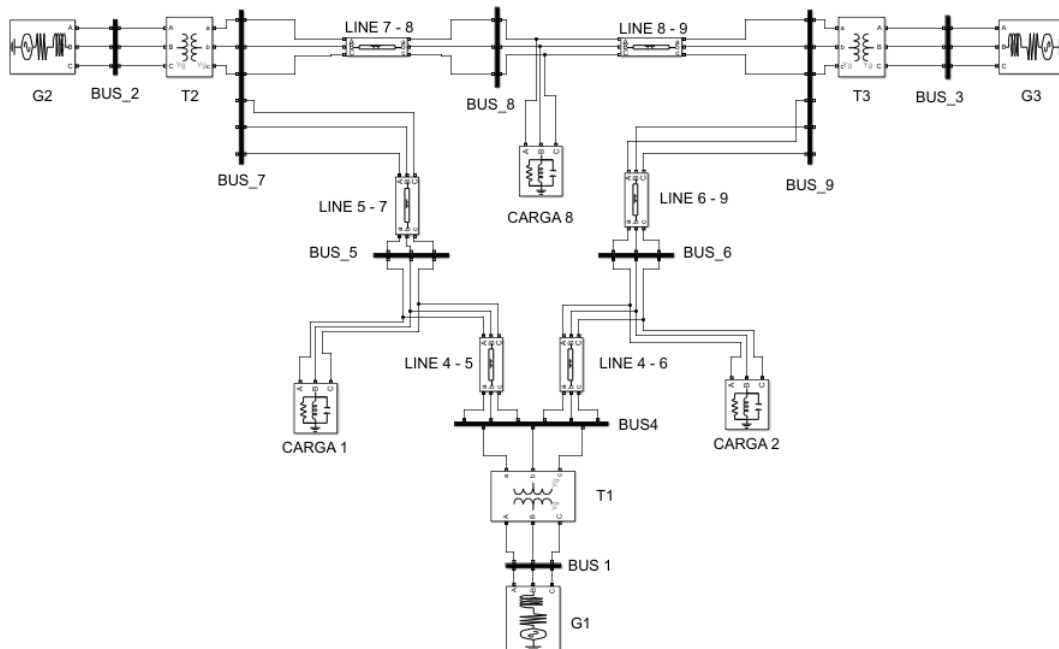 LINE 7 - 8
LINE 8 - 9
G2
BUS_2
T2
BUS_8
T3
BUS_3
G3
BUS_7
BUS_9
LINE 5 - 7
CARGA 8
LINE 6 - 9
BUS_5
BUS_6
LINE 4 - 5
LINE 4 - 6
CARGA 1
BUS4
CARGA 2
T1
BUS 1
G1